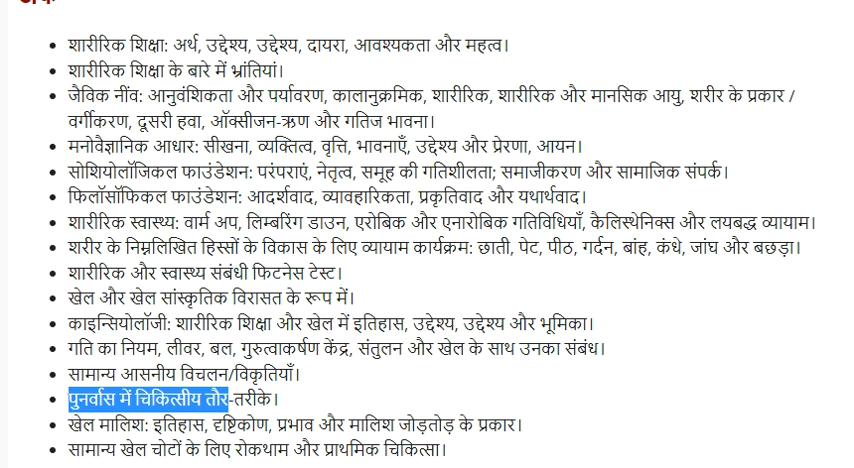 शारीरिक शिक्षा: अर्थ, उद्देश्य, उद्देश्य, दायरा, आवश्यकता और महत्व।
शारीरिक शिक्षा के बारे में भ्रांतियां।
जैविक नींव: आनुवंशिकता और पर्यावरण, कालानुक्रमिक, शारीरिक, शारीरिक और मानसिक आयु, शरीर के प्रकार /
वर्गीकरण, दूसरी हवा, ऑक्सीजन-ऋण और गतिज भावना।
मनोवैज्ञानिक आधार: सीखना, व्यक्तित्व, वृत्ति, भावनाएँ, उद्देश्य और प्रेरणा, आयन।
सोशियोलॉजिकल फाउंडेशन: परंपराएं, नेतृत्व, समूह की गतिशीलता; समाजीकरण और सामाजिक संपर्क।
फिलॉसॉफिकल फाउंडेशन: आदर्शवाद, व्यावहारिकता, प्रकृतिवाद और यथार्थवाद।
शारीरिक स्वास्थ्य: वार्म अप, लिम्बरिंग डाउन, एरोबिक और एनारोबिक गतिविधियाँ, कैलिस्थेनिक्स और लयबद्ध व्यायाम।
शरीर के निम्नलिखित हिस्सों के विकास के लिए व्यायाम कार्यक्रम: छाती, पेट, पीठ, गर्दन, बांह, कंधे, जांघ और बछड़ा।
शारीरिक और स्वास्थ्य संबंधी फिटनेस टेस्ट।
खेल और खेल सांस्कृतिक विरासत के रूप में।
काइन्सियोलॉजी: शारीरिक शिक्षा और खेल में इतिहास, उद्देश्य, उद्देश्य और भूमिका।
गति का नियम, लीवर, बल, गुरुत्वाकर्षण केंद्र, संतुलन और खेल के साथ उनका संबंध।
सामान्य आसनीय विचलन/विकृतियाँ।
पुनर्वास में चिकित्सीय तौर-तरीके।
खेल मालिश: इतिहास, दृष्टिकोण, प्रभाव और मालिश जोड़तोड़ के प्रकार।
सामान्य खेल चोटों के लिए रोकथाम और प्राथमिक चिकित्सा।